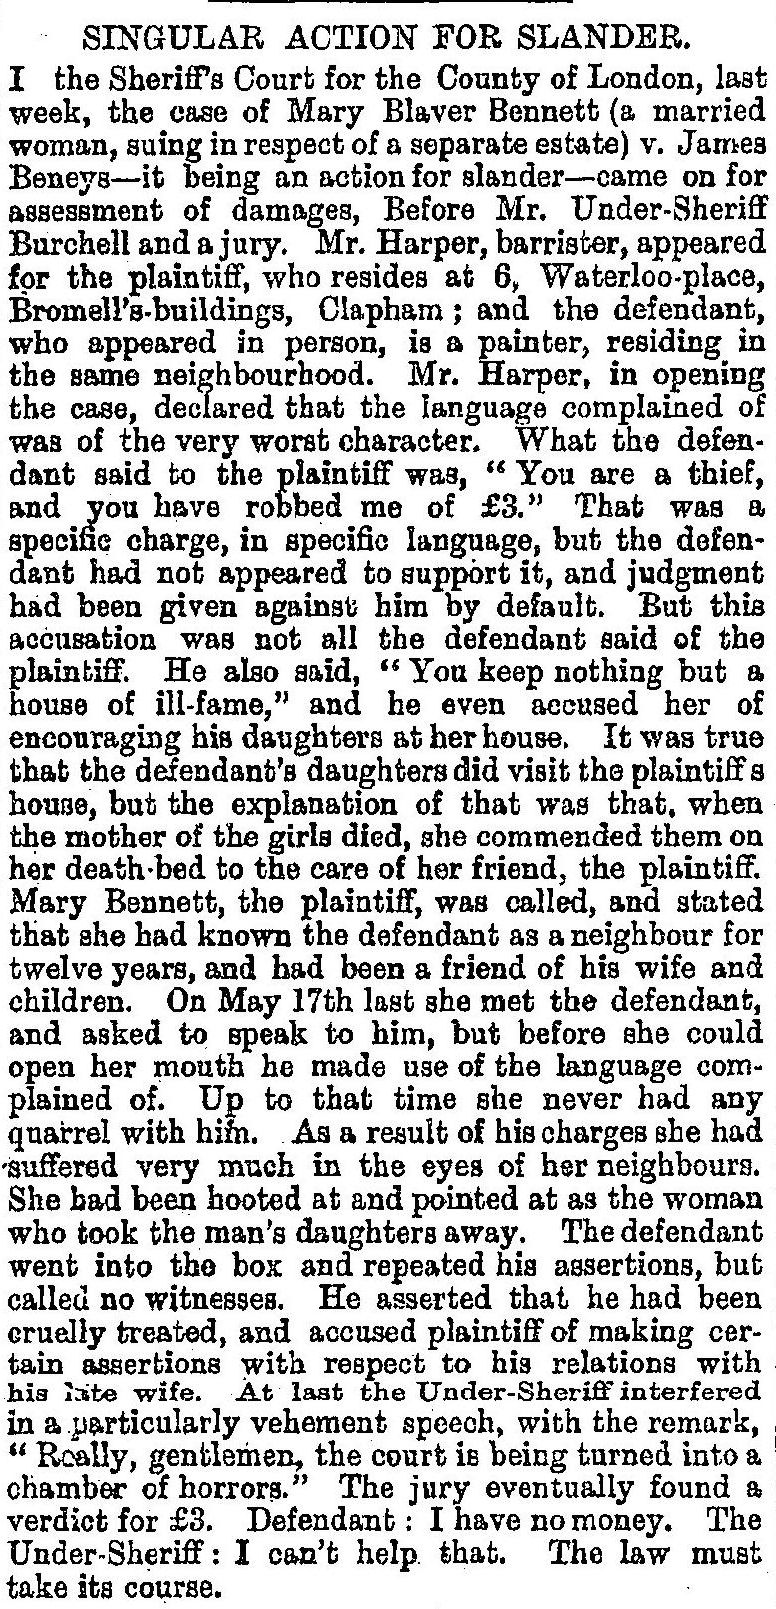 SINGULAR ACTION FOR SLANDER.
I the Sheriff's Court for the County of London, last
week, the case of Mary Blaver Bennett (a married
woman, suing in respect of a separate estate) v. James
Beneys—it being an action for slander—came on for
assessment of damages, Before Mr. Under-Sheriff
Burchell and a jury. Mr. Harper, barrister, appeared
for the plaintiff, who resides at 6, Waterloo-place,
Bromell's-buildings, Clapham; and the defendant,
who appeared in person, is a painter, residing in
the same neighbourhood. Mr. Harper, in opening
the case, declared that the language complained of
was of the very worst character. What the defen-
dant said to the plaintiff was, "You are a thief,
and you have robbed me of £3." That was a
specific charge, in specific language, but the defen-
dant had not appeared to support it, and judgment
had been given against him by default. But this
accusation was not all the defendant said of the
plaintiff. He also said, "You keep nothing but a
house of ill-fame," and he even accused her of
encouraging his daughters at her house. It was true
that the defendant's daughters did visit the plaintiff s
house, but the explanation of that was that, when
the mother of the girls died, she commended them on
her death-bed to the care of her friend, the plaintiff.
Mary Bennett, the plaintiff, was called, and stated
that she had known the defendant as a neighbour for
twelve years, and had been a friend of his wife and
children. On May 17th last she met the defendant,
and asked to speak to him, but before she could
open her mouth he made use of the language com-
plained of. Up to that time she never had any
quarrel with him. As a result of his charges she had
suffered very much in the eyes of her neighbours.
She had been hooted at and pointed at as the woman
who took the man's daughters away. The defendant
went into the box and repeated his assertions, but
called no witnesses. He asserted that he had been
cruelly treated, and accused plaintiff of making cer-
tain assertions with respect to his relations with
his late wife. At last the Under-Sheriff interfered
in a particularly vehement speech, with the remark,
"Really, gentlemen, the court is being turned into a
chamber of horrors." The jury eventually found a
verdict for £3. Defendant: I have no money. The
Under-Sheriff: I can't help that. The law must
take its course.